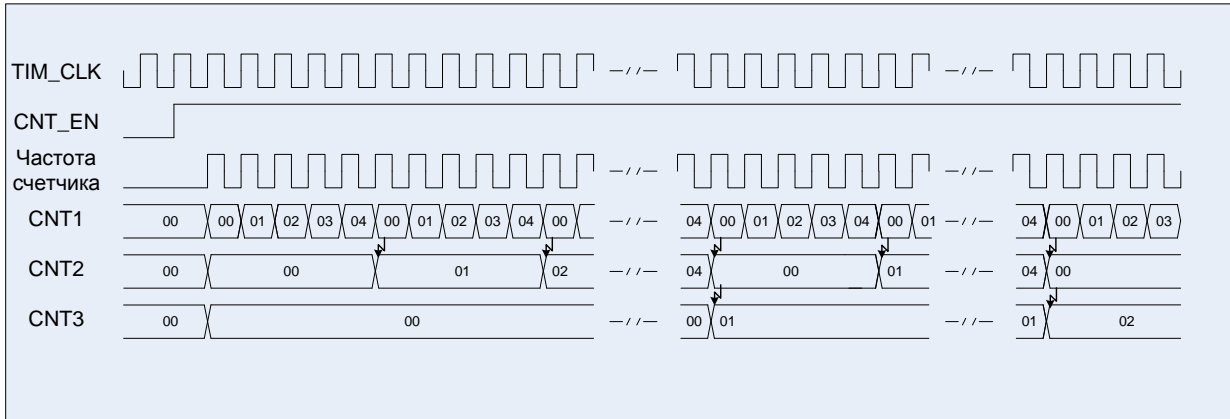 TIM_CLK
CNT_EN
Частота
счетчика
CNT1 00 00 01 02 03 04 00 01 02 03 04 00 04 00 01 02 03 04 00 01 04 00 01 02 03
CNT2 00 00 01 02 04 00 01 04 00
CNT3 00 00 00 01 01 02